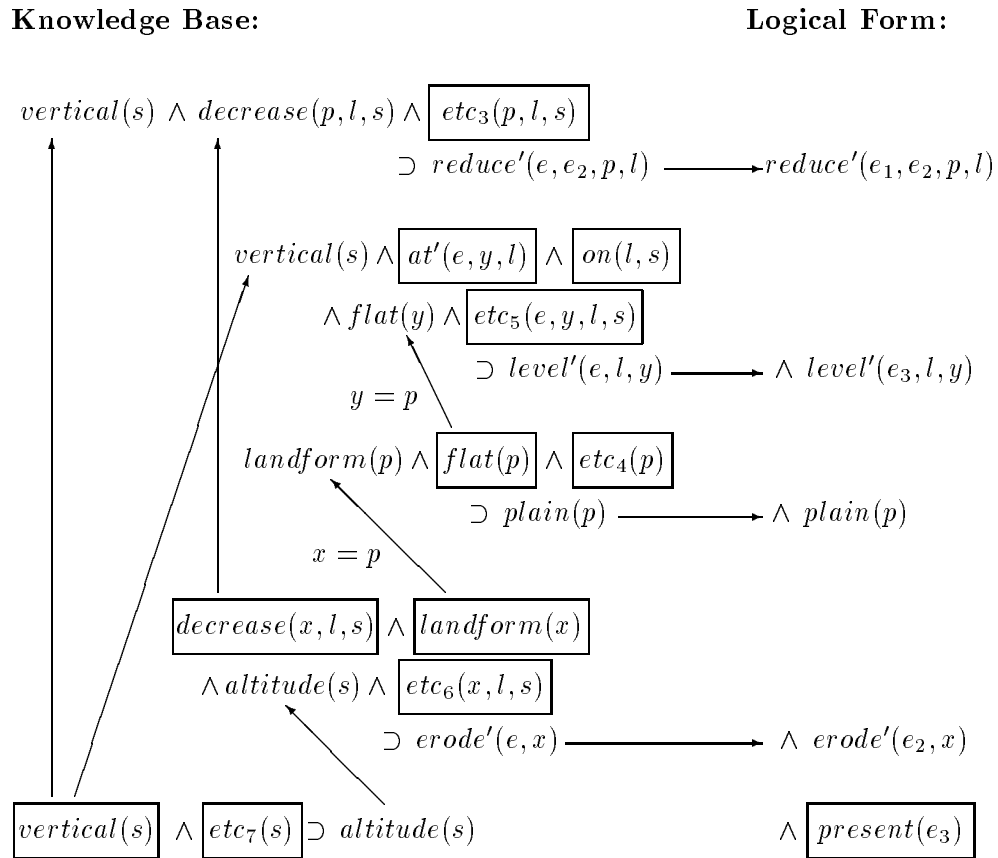 Knowledge Base: Logical Form:
vertical(s) ∧ decrease(p, l, s) ∧ etc₃(p, l, s)
⊃ reduce′(e, e₂, p, l) reduce′(e₁, e₂, p, l)
vertical(s) ∧ at′(e, y, l) ∧ on(l, s)
∧ flat(y) ∧ etc₅(e, y, l, s)
⊃ level′(e, l, y) ∧ level′(e₃, l, y)
y = p
landform(p) ∧ flat(p) ∧ etc₄(p)
⊃ plain(p) ∧ plain(p)
x = p
decrease(x, l, s) ∧ landform(x)
∧ altitude(s) ∧ etc₆(x, l, s)
⊃ erode′(e, x) ∧ erode′(e₂, x)
vertical(s) ∧ etc₇(s) ⊃ altitude(s) ∧ present(e₃)